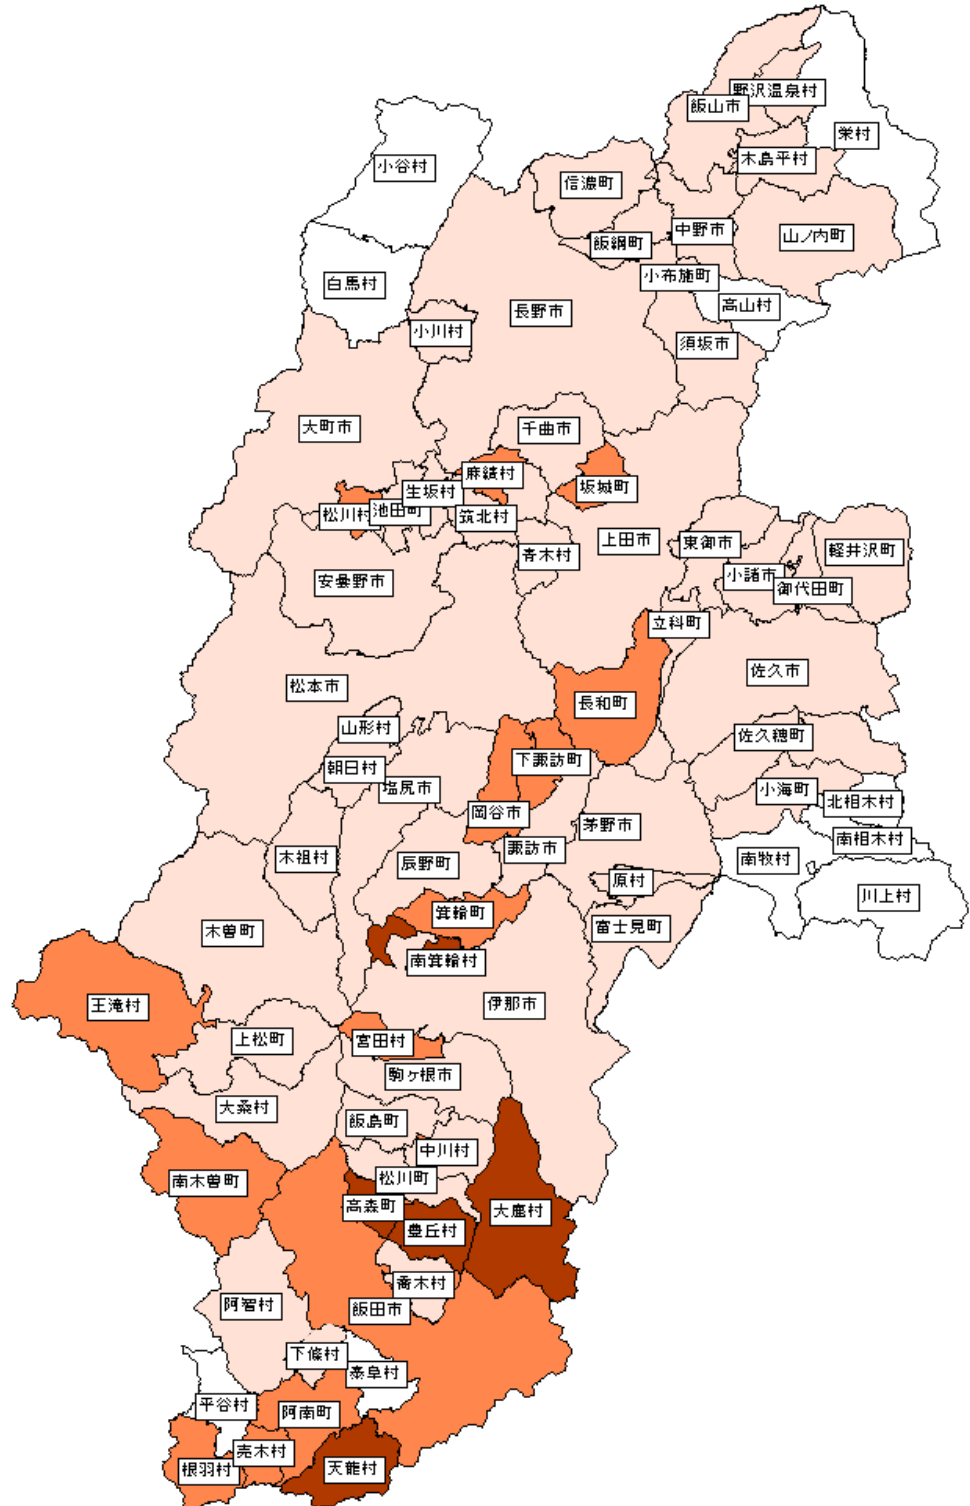 野沢温泉村
飯山市
栄村
小谷村
木島平村
信濃町
中野市
山ノ内町
飯綱町
小布施町
白馬村
高山村
長野市
小川村
須坂市
大町市
千曲市
麻績村
坂城町
生坂村
松川村
池田町
筑北村
青木村
上田市
東御市
軽井沢町
小諸市
御代田町
安曇野市
立科町
佐久市
松本市
長和町
山形村
佐久穂町
下諏訪町
朝日村
塩尻市
小海町
北相木村
岡谷市
茅野市
南相木村
諏訪市
木祖村
辰野町
南牧村
原村
川上村
箕輪町
木曽町
富士見町
南箕輪村
王滝村
伊那市
上松町
宮田村
駒ヶ根市
大桑村
飯島町
中川村
南木曽町
松川町
高森町
大鹿村
豊丘村
喬木村
阿智村
飯田市
下條村
泰阜村
平谷村
阿南町
売木村
根羽村
天龍村